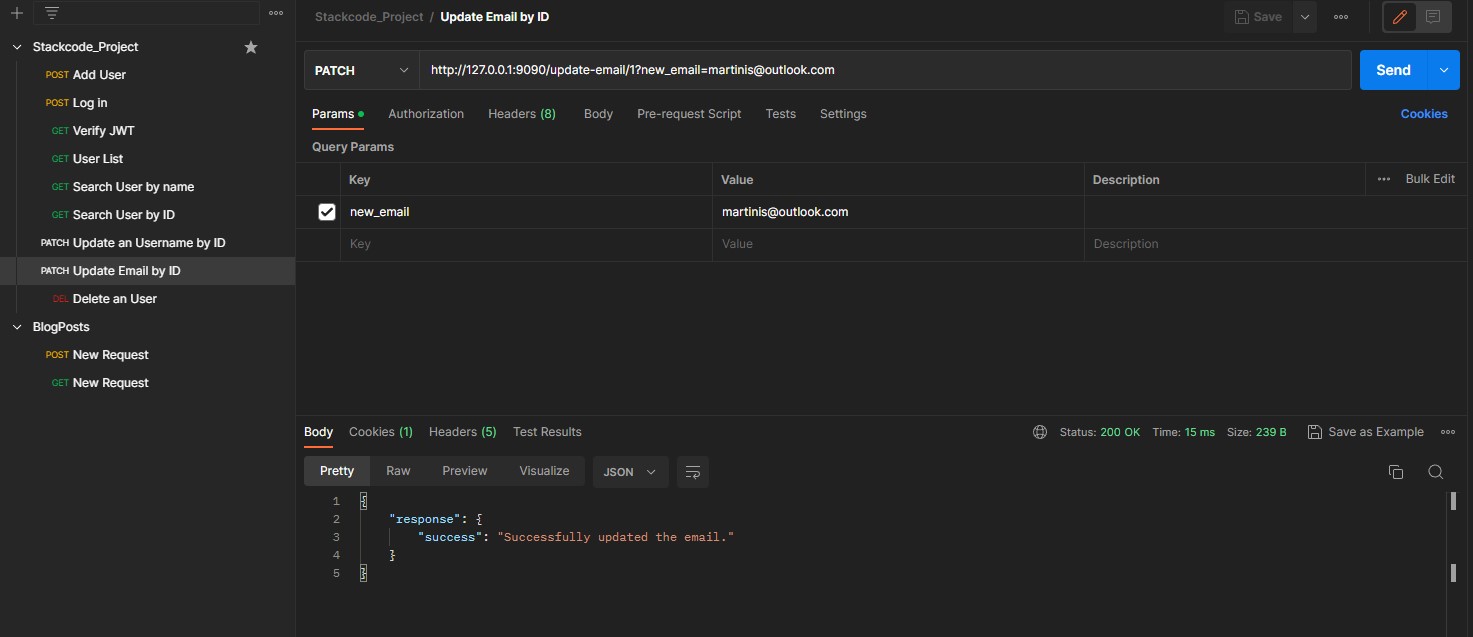 Stackcode_Project / Update Email by ID
Save
Stackcode_Project
POST Add User
POST Log in
GET Verify JWT
GET User List
GET Search User by name
GET Search User by ID
PATCH Update an Username by ID
PATCH Update Email by ID
DEL Delete an User
BlogPosts
POST New Request
GET New Request
PATCH http://127.0.0.1:9090/update-email/1?new_email=martinis@outlook.com Send
Params Authorization Headers (8) Body Pre-request Script Tests Settings Cookies
Query Params
Key Value Description Bulk Edit
new_email martinis@outlook.com
Key Value Description
Body Cookies (1) Headers (5) Test Results Status: 200 OK Time: 15 ms Size: 239 B Save as Example
Pretty Raw Preview Visualize JSON
1 {
2 "response": {
3 "success": "Successfully updated the email."
4 }
5 }